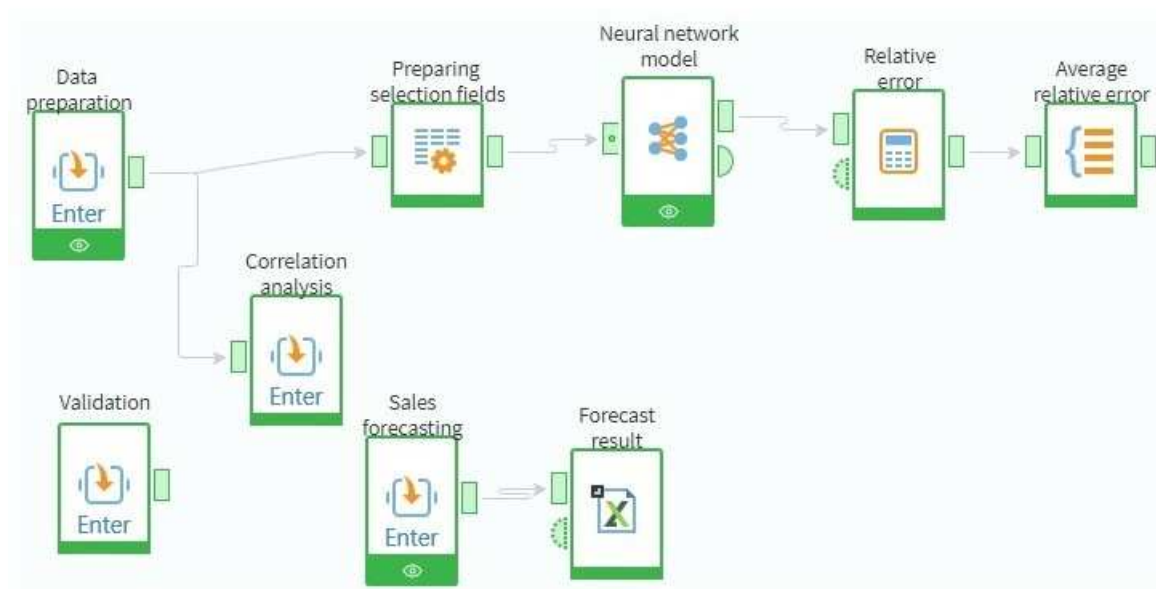 Data
preparation
Enter
Preparing
selection fields
Neural network
model
Relative
error
Average
relative error
Correlation
analysis
Enter
Validation
Enter
Sales
forecasting
Enter
Forecast
result